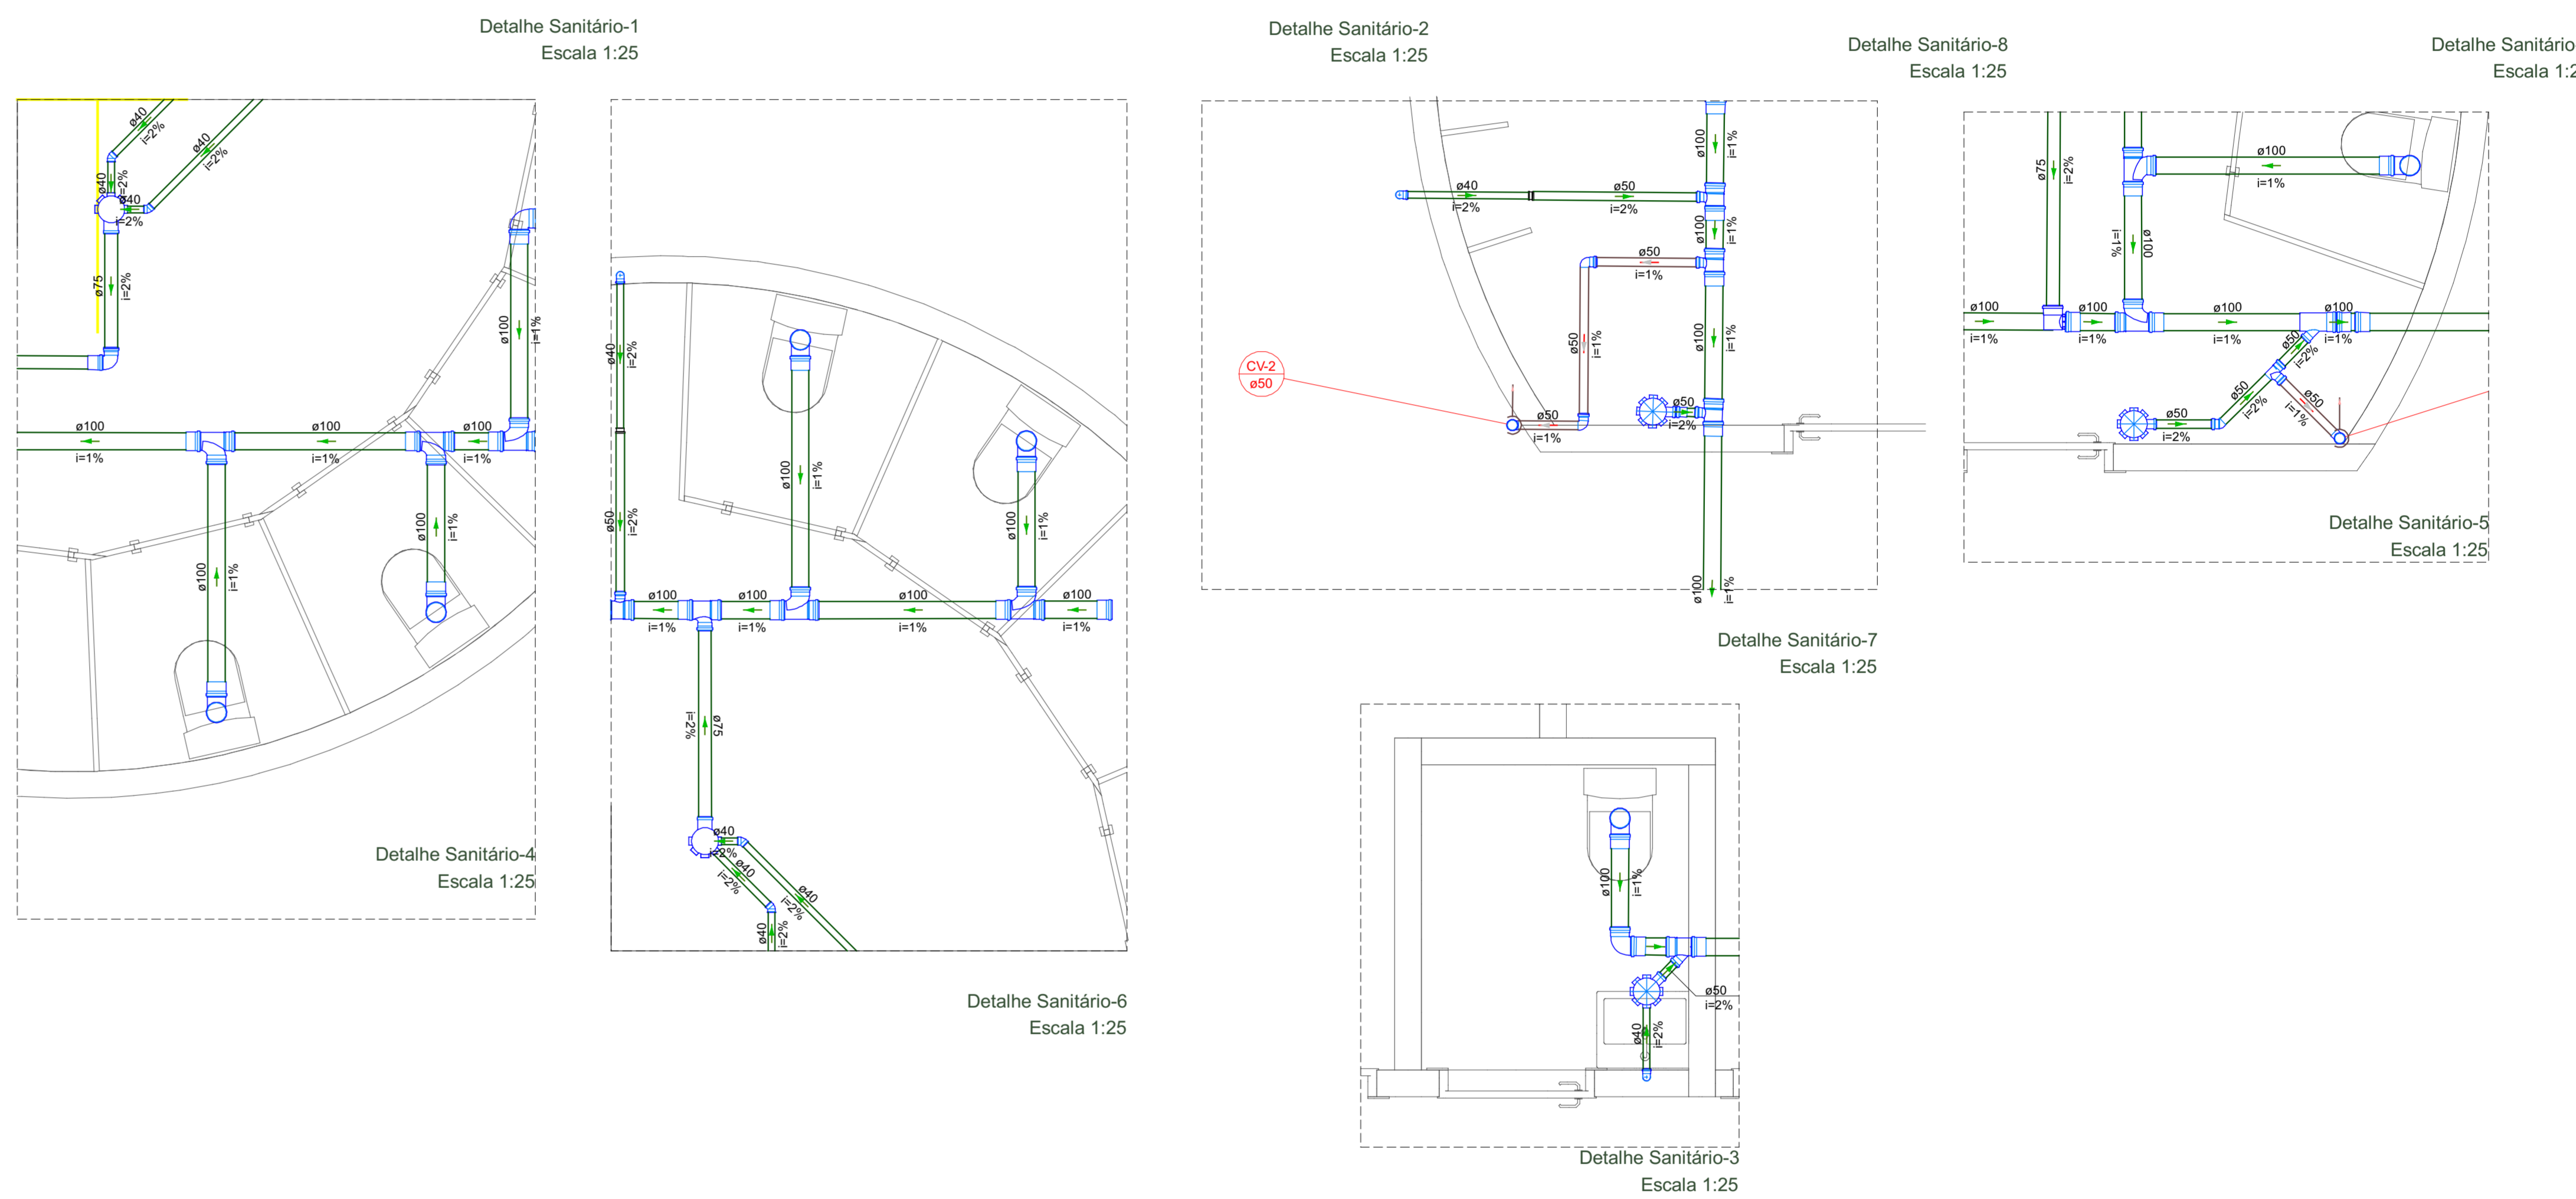 Detalhe Sanitário-1
Escala 1:25
Detalhe Sanitário-2
Escala 1:25
Detalhe Sanitário-8
Escala 1:25
Detalhe Sanitário
Escala 1:2
ø40
i=2%
ø40
i=2%
ø40
i=2%
ø40
i=2%
ø75
i=2%
ø100
i=1%
ø100
i=1%
ø100
i=1%
ø100
i=1%
ø100
i=1%
ø100
i=1%
Detalhe Sanitário-4
Escala 1:25
ø40
i=2%
ø50
i=2%
ø100
i=1%
ø100
i=1%
ø100
i=1%
ø100
i=1%
ø100
i=1%
ø100
i=1%
i=2%
ø75
ø40
i=2%
ø40
i=2%
ø40
i=2%
ø40
i=2%
Detalhe Sanitário-6
Escala 1:25
ø100
i=1%
ø40
i=2%
ø50
i=2%
ø100
i=1%
ø50
i=1%
ø50
i=1%
ø100
i=1%
CV-2
ø50
ø50
i=1%
ø50
i=2%
ø100
i=1%
Detalhe Sanitário-7
Escala 1:25
ø75
i=2%
ø100
i=1%
i=1%
ø100
ø100
i=1%
ø100
i=1%
ø100
i=1%
ø100
i=1%
ø50
i=2%
ø50
i=2%
ø50
i=1%
ø50
i=2%
Detalhe Sanitário-5
Escala 1:25
ø100
i=1%
ø50
i=2%
ø40
i=2%
Detalhe Sanitário-3
Escala 1:25